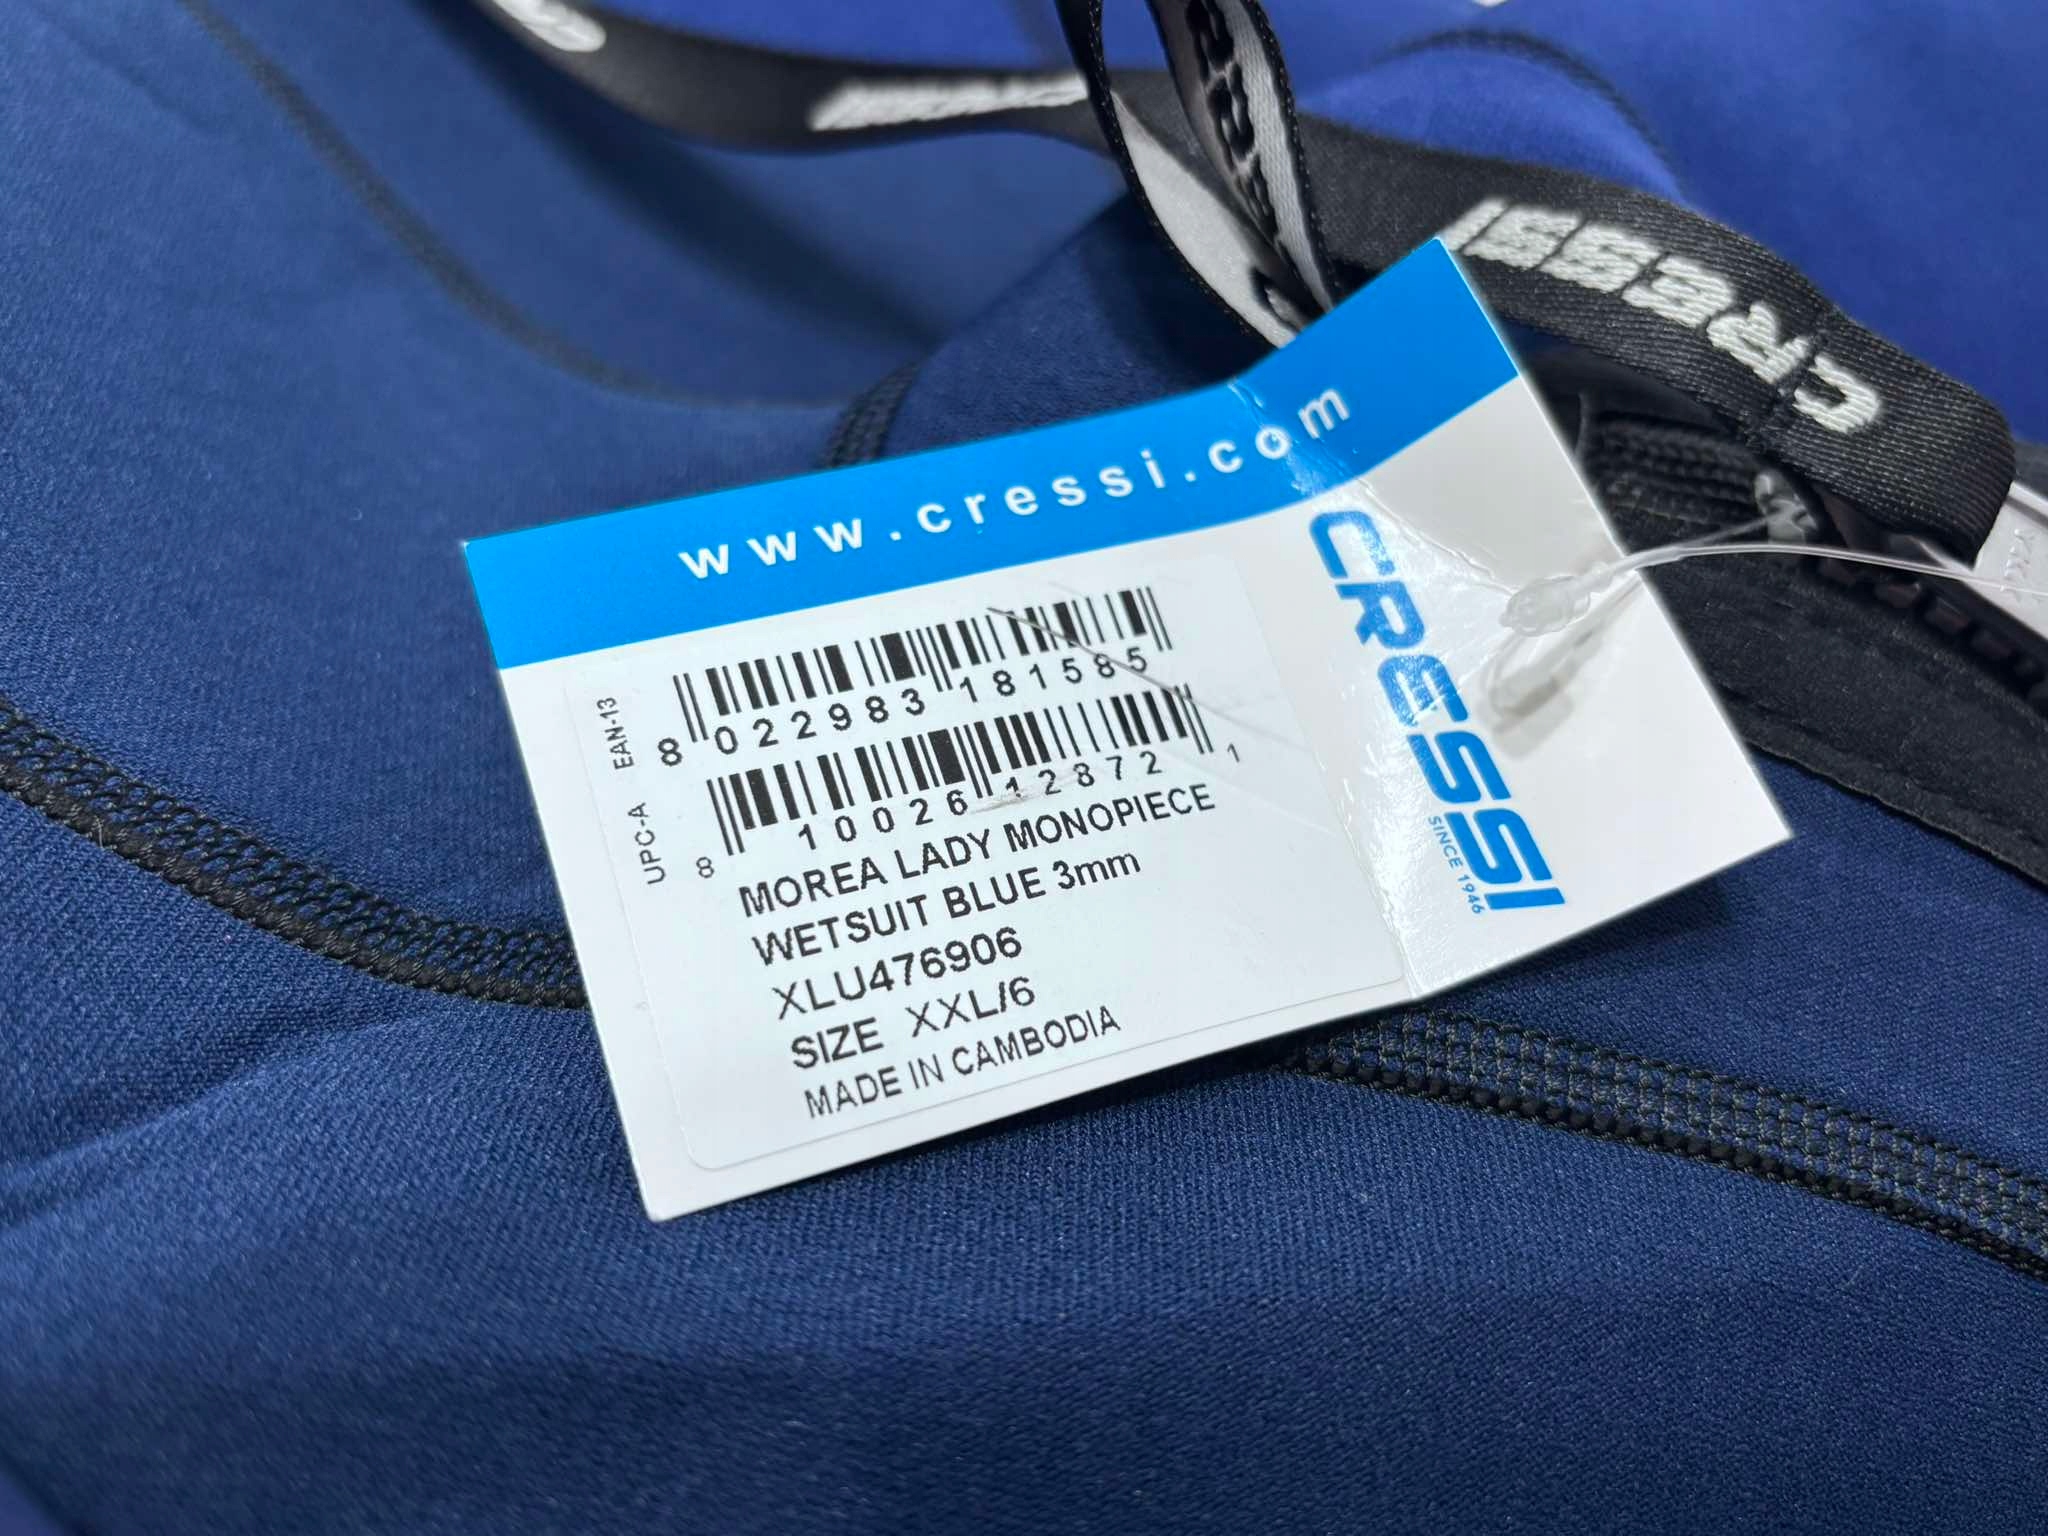 CRESSI
www.cressi.com
CRESSI
SINCE 1946
EAN-13
8 022983 181585
UPC-A
8 10026 12872 1
MOREA LADY MONOPIECE
WETSUIT BLUE 3mm
XLU476906
SIZE XXL/6
MADE IN CAMBODIA
YKK